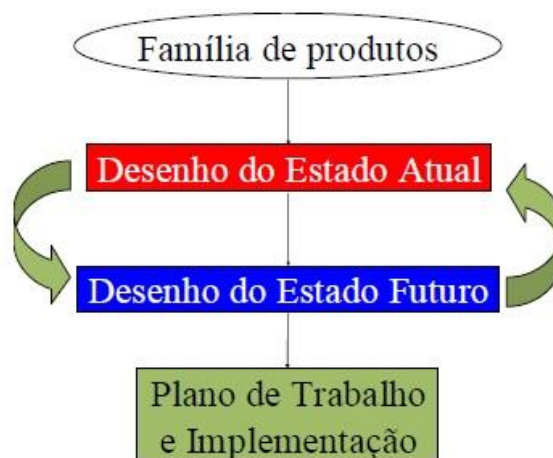 Família de produtos
Desenho do Estado Atual
Desenho do Estado Futuro
Plano de Trabalho
e Implementação